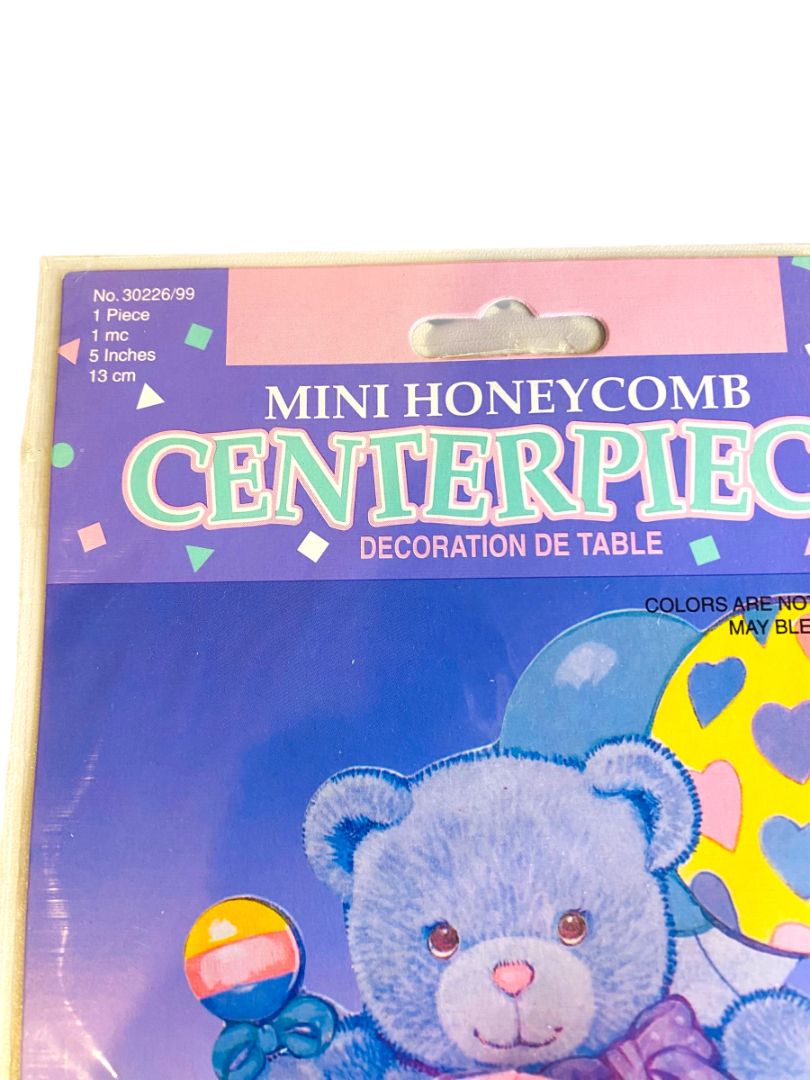 No. 30226/99
1 Piece
1 mc
5 Inches
13 cm
MINI HONEYCOMB
CENTERPIEC
DECORATION DE TABLE
COLORS ARE NOT
MAY BLE